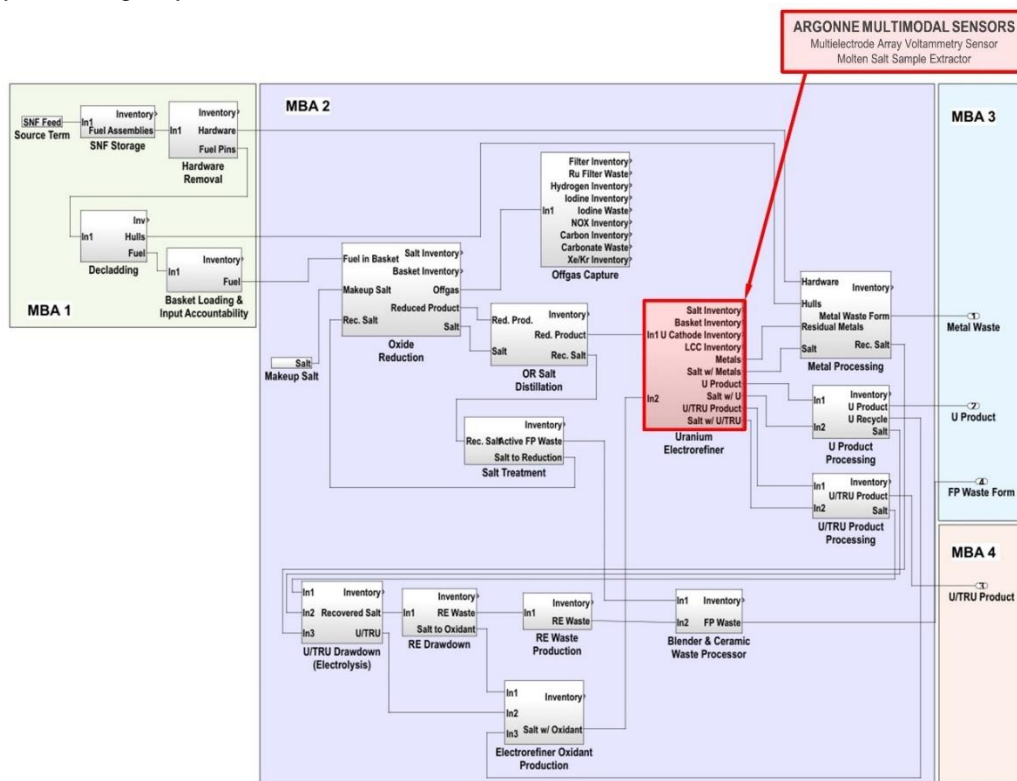 ARGONNE MULTIMODAL SENSORS
Multielectrode Array Voltammetry Sensor
Molten Salt Sample Extractor
MBA 1
SNF Feed
Source Term
In1
Inventory
Fuel Assemblies
SNF Storage
In1
Inventory
Hardware
Fuel Pins
Hardware
Removal
In1
Inv
Hulls
Fuel
Decladding
In1
Inventory
Fuel
Basket Loading &
Input Accountability
MBA 2
Fuel in Basket
Makeup Salt
Rec. Salt
Salt Inventory
Basket Inventory
Offgas
Reduced Product
Salt
Oxide
Reduction
Salt
Makeup Salt
In1
Filter Inventory
Ru Filter Waste
Hydrogen Inventory
Iodine Inventory
Iodine Waste
NOX Inventory
Carbon Inventory
Carbonate Waste
Xe/Kr Inventory
Offgas Capture
Red. Prod.
Salt
Inventory
Red. Product
Rec. Salt
OR Salt
Distillation
Rec. Salt
Inventory
Active FP Waste
Salt to Reduction
Salt Treatment
In1
In2
Salt Inventory
Basket Inventory
U Cathode Inventory
LCC Inventory
Metals
Salt w/ Metals
U Product
Salt w/ U
U/TRU Product
Salt w/ U/TRU
Uranium
Electrorefiner
Hardware
Hulls
Residual Metals
Salt
Inventory
Metal Waste Form
Rec. Salt
Metal Processing
In1
In2
Inventory
U Product
U Recycle
Salt
U Product
Processing
In1
In2
Inventory
U/TRU Product
Salt
U/TRU Product
Processing
In1
In2
In3
Inventory
Recovered Salt
U/TRU
U/TRU Drawdown
(Electrolysis)
In1
Inventory
RE Waste
Salt to Oxidant
RE Drawdown
In1
Inventory
RE Waste
RE Waste
Production
In1
In2
Inventory
FP Waste
Blender & Ceramic
Waste Processor
In1
In2
In3
Inventory
Salt w/ Oxidant
Electrorefiner Oxidant
Production
MBA 3
1
Metal Waste
2
U Product
4
FP Waste Form
MBA 4
3
U/TRU Product